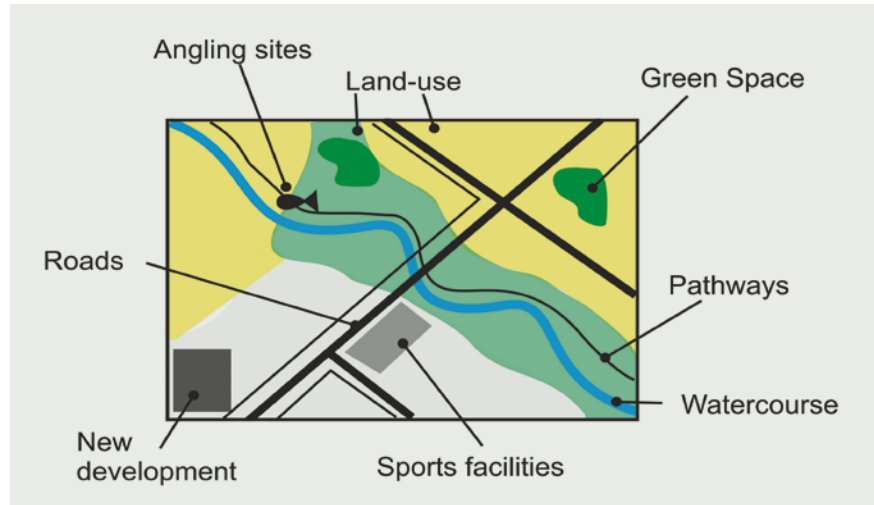 Angling sites
Land-use
Green Space
Roads
Pathways
Watercourse
New
development
Sports facilities